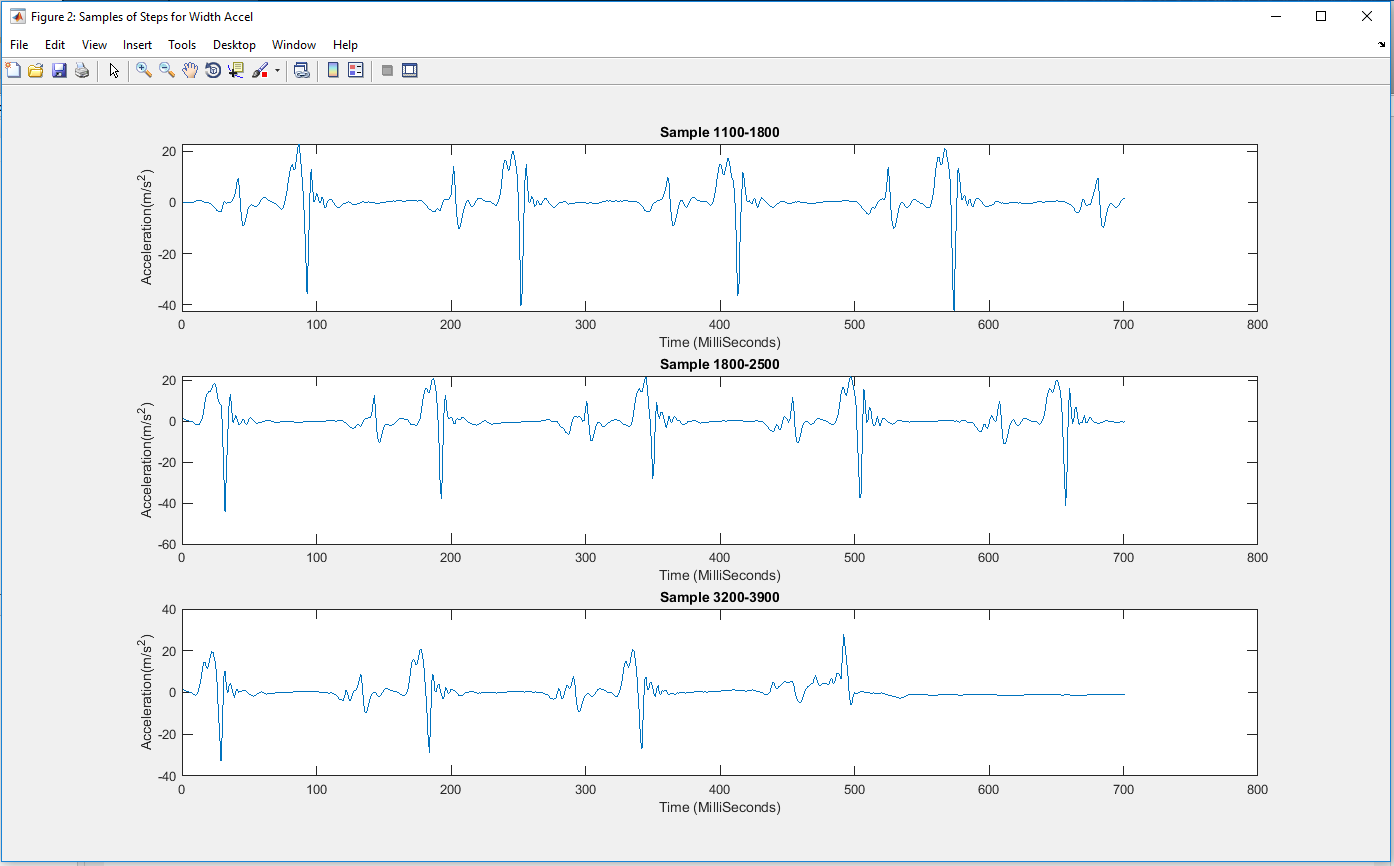 Figure 2: Samples of Steps for Width Accel
File Edit View Insert Tools Desktop Window Help
Sample 1100-1800
Acceleration(m/s²)
20
0
-20
-40
0 100 200 300 400 500 600 700 800
Time (MilliSeconds)
Sample 1800-2500
Acceleration(m/s²)
20
0
-20
-40
-60
0 100 200 300 400 500 600 700 800
Time (MilliSeconds)
Sample 3200-3900
Acceleration(m/s²)
40
20
0
-20
-40
0 100 200 300 400 500 600 700 800
Time (MilliSeconds)